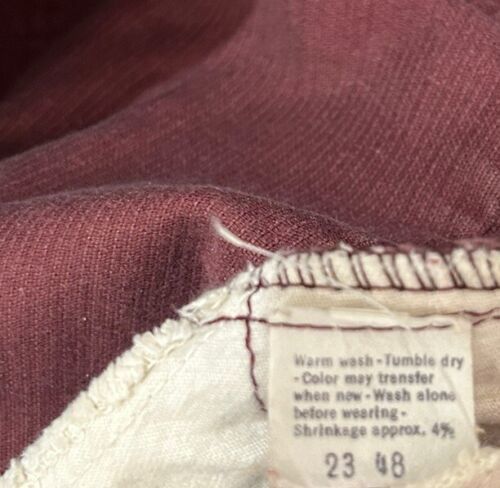 Warm wash - Tumble dry
- Color may transfer
when new - Wash alone
before wearing -
Shrinkage approx. 4%
23 48